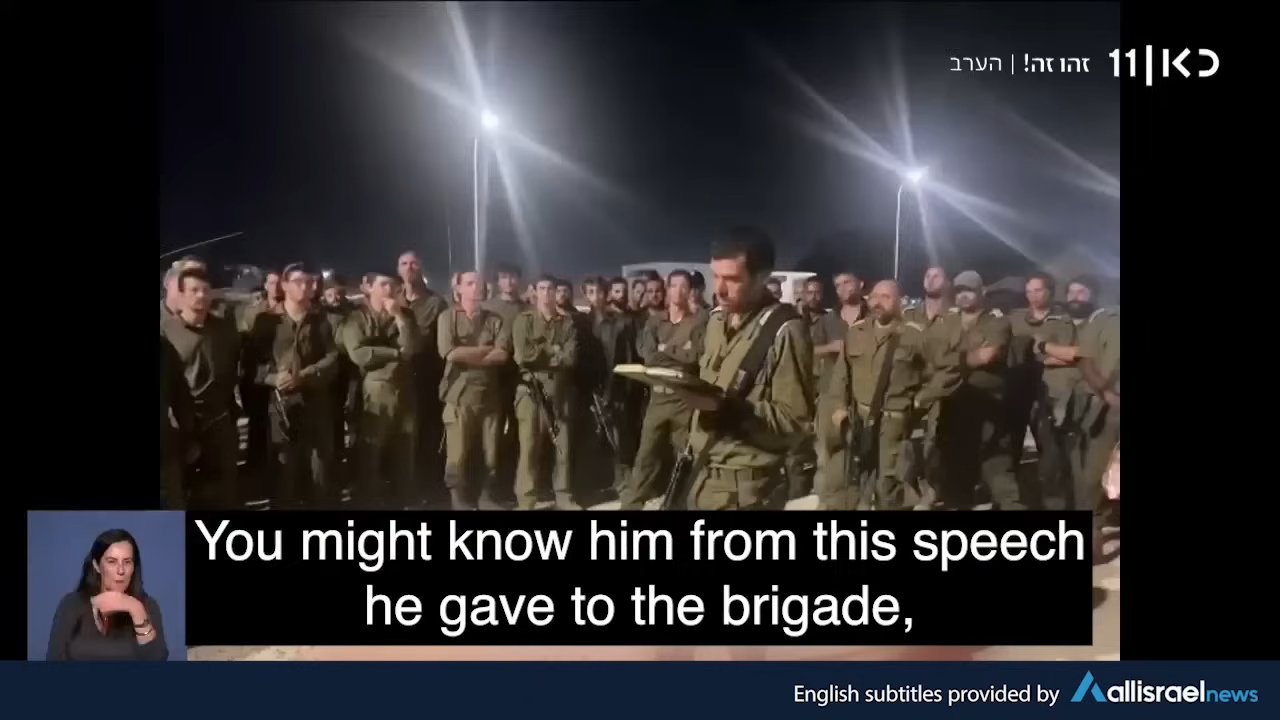 זהו זה! | הערב
כאן 11
You might know him from this speech
he gave to the brigade,
English subtitles provided by allisraelnews